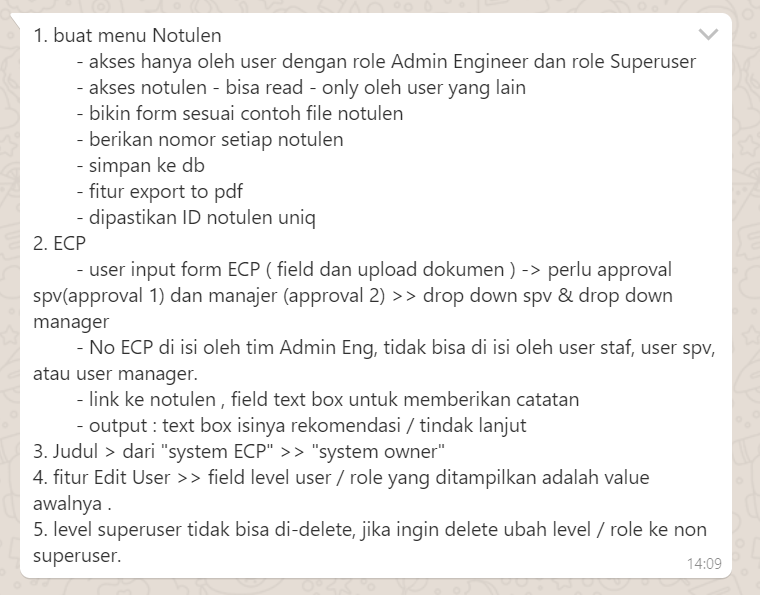 1. buat menu Notulen
- akses hanya oleh user dengan role Admin Engineer dan role Superuser
- akses notulen - bisa read - only oleh user yang lain
- bikin form sesuai contoh file notulen
- berikan nomor setiap notulen
- simpan ke db
- fitur export to pdf
- dipastikan ID notulen uniq
2. ECP
- user input form ECP ( field dan upload dokumen ) -> perlu approval
spv(approval 1) dan manajer (approval 2) >> drop down spv & drop down
manager
- No ECP di isi oleh tim Admin Eng, tidak bisa di isi oleh user staf, user spv,
atau user manager.
- link ke notulen , field text box untuk memberikan catatan
- output : text box isinya rekomendasi / tindak lanjut
3. Judul > dari "system ECP" >> "system owner"
4. fitur Edit User >> field level user / role yang ditampilkan adalah value
awalnya .
5. level superuser tidak bisa di-delete, jika ingin delete ubah level / role ke non
superuser.
14:09